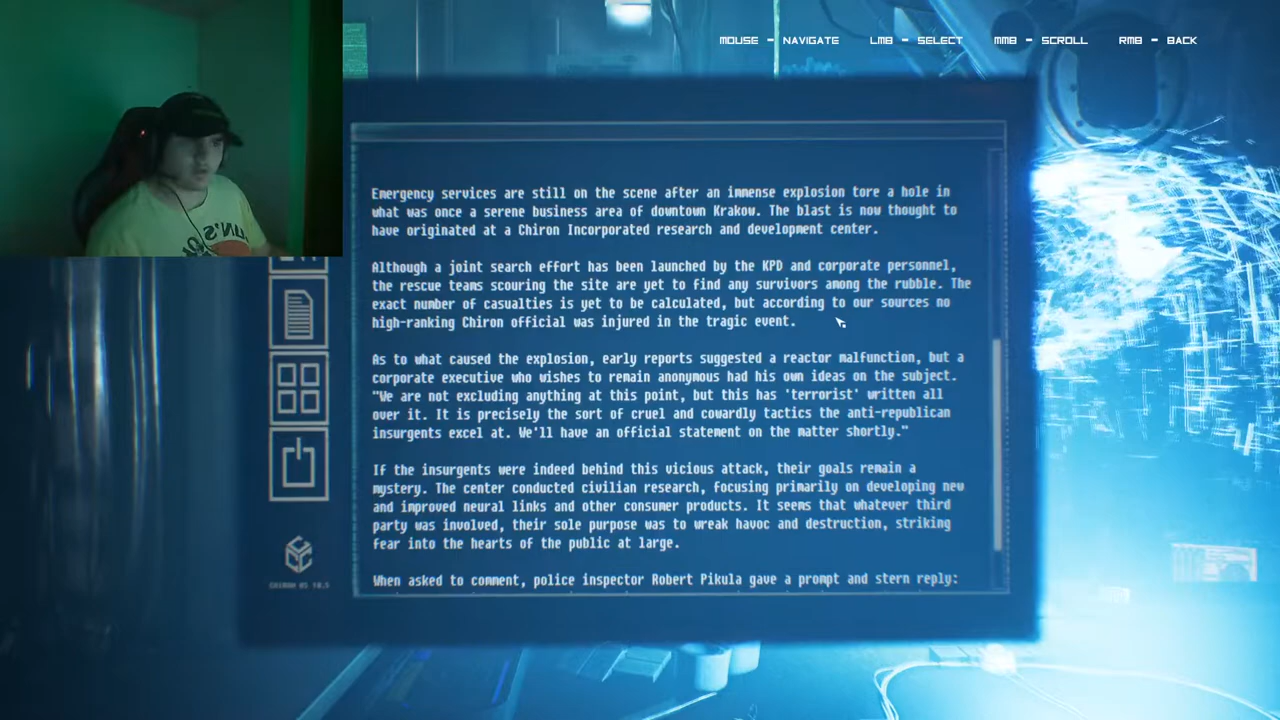 MOUSE - NAVIGATE LMB - SELECT MMB - SCROLL RMB - BACK
Emergency services are still on the scene after an immense explosion tore a hole in
what was once a serene business area of downtown Krakow. The blast is now thought to
have originated at a Chiron Incorporated research and development center.
Although a joint search effort has been launched by the KPD and corporate personnel,
the rescue teams scouring the site are yet to find any survivors among the rubble. The
exact number of casualties is yet to be calculated, but according to our sources no
high-ranking Chiron official was injured in the tragic event.
As to what caused the explosion, early reports suggested a reactor malfunction, but a
corporate executive who wishes to remain anonymous had his own ideas on the subject.
"We are not excluding anything at this point, but this has 'terrorist' written all
over it. It is precisely the sort of cruel and cowardly tactics the anti-republican
insurgents excel at. We'll have an official statement on the matter shortly."
If the insurgents were indeed behind this vicious attack, their goals remain a
mystery. The center conducted civilian research, focusing primarily on developing new
and improved neural links and other consumer products. It seems that whatever third
party was involved, their sole purpose was to wreak havoc and destruction, striking
fear into the hearts of the public at large.
When asked to comment, police inspector Robert Pikula gave a prompt and stern reply:
CHIRON OS 10.5